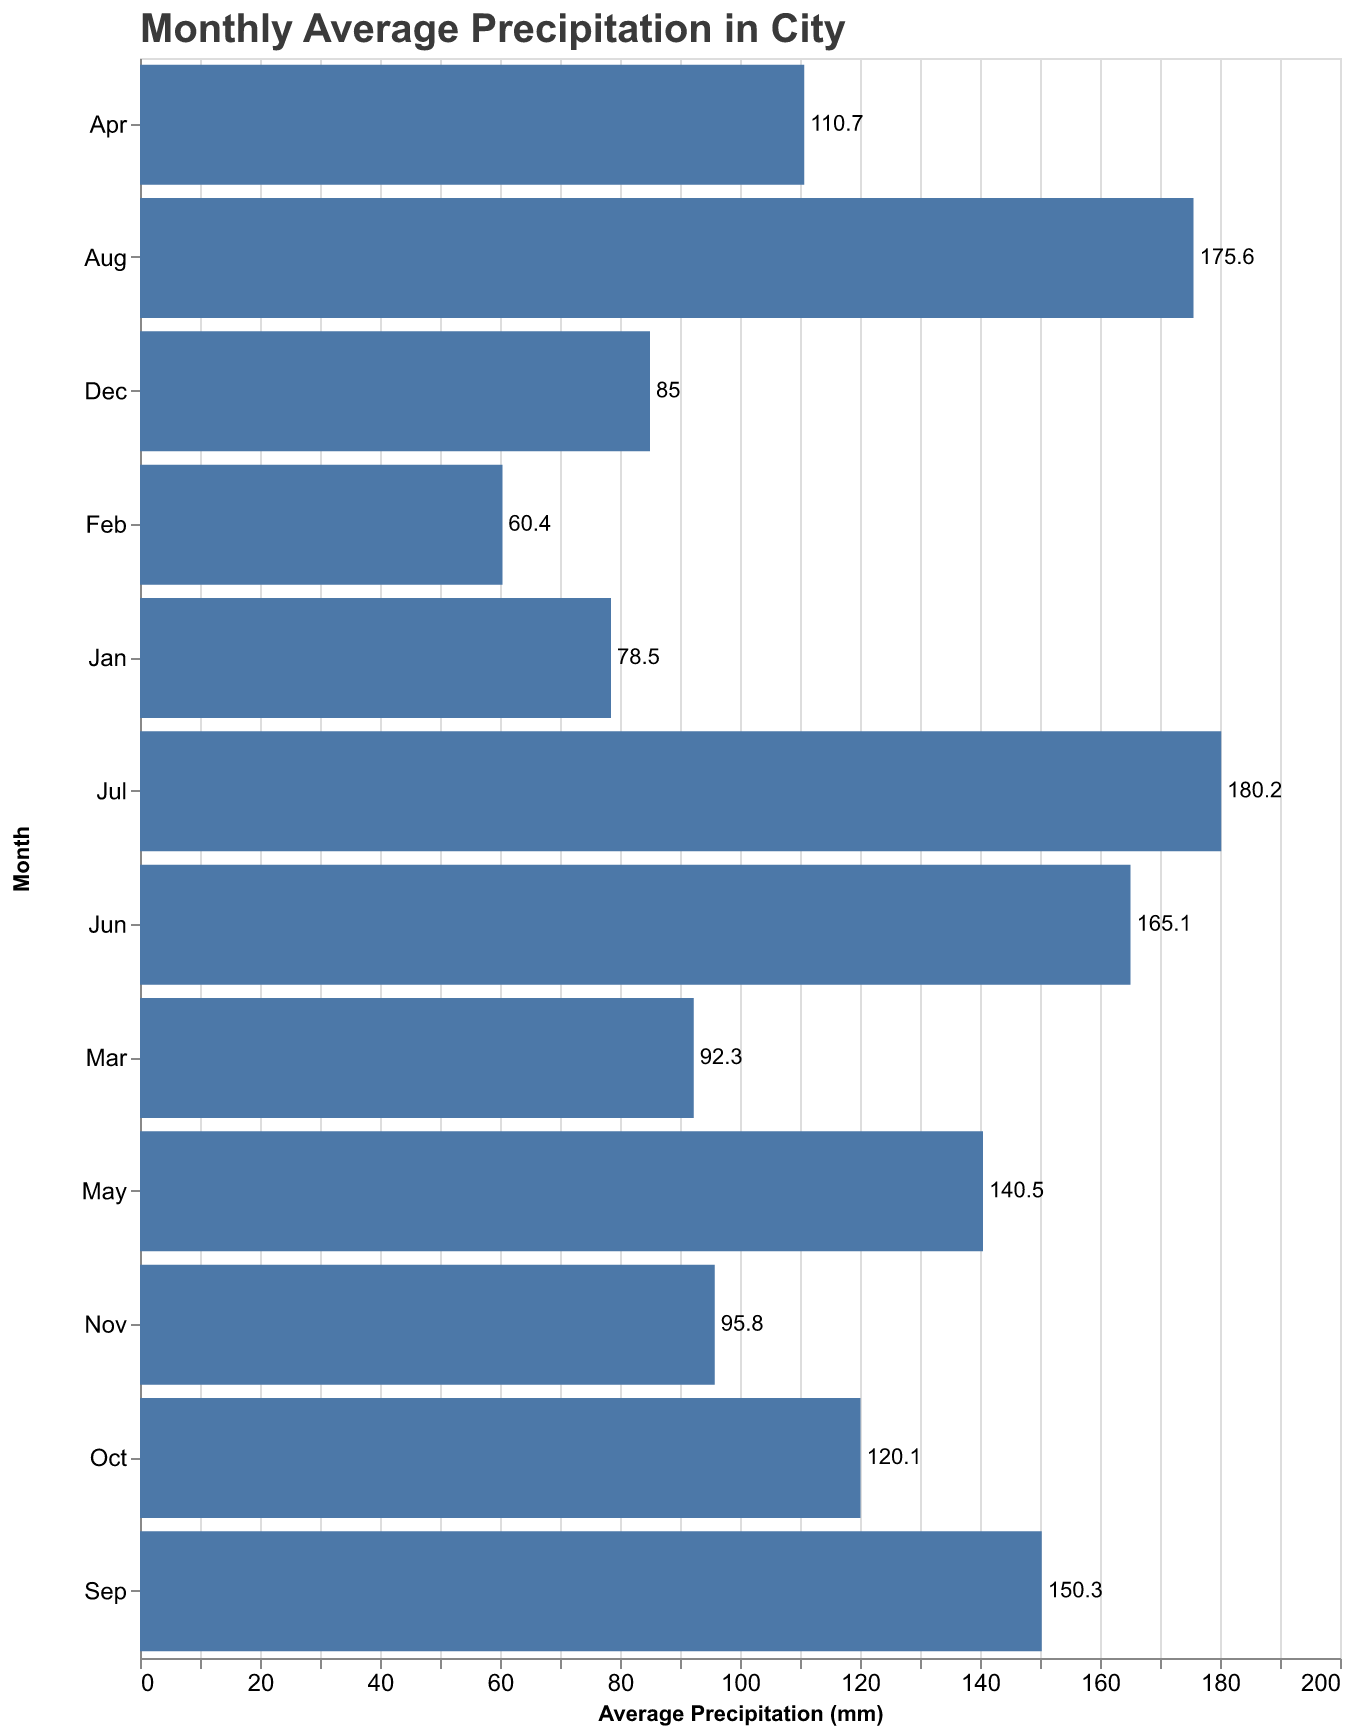 Monthly Average Precipitation in City
Apr
110.7
Aug
175.6
Dec
85
Feb
60.4
Jan
78.5
Jul
180.2
Month
Jun
165.1
Mar
92.3
May
140.5
Nov
95.8
Oct
120.1
Sep
150.3
0 20 40 60 80 100 120 140 160 180 200
Average Precipitation (mm)